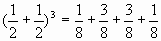 (1/2 + 1/2)³ = 1/8 + 3/8 + 3/8 + 1/8